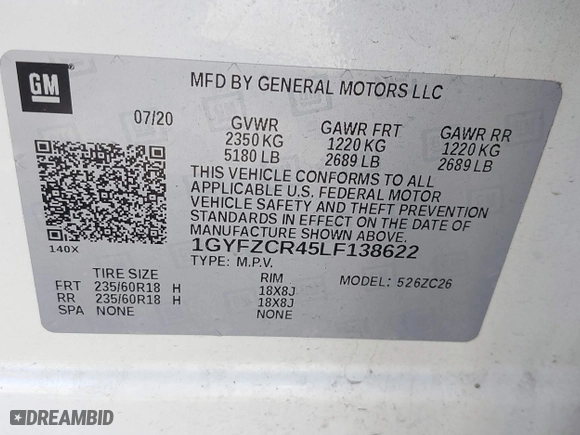 GM
MFD BY GENERAL MOTORS LLC
07/20 GVWR GAWR FRT GAWR RR
2350 KG 1220 KG 1220 KG
5180 LB 2689 LB 2689 LB
THIS VEHICLE CONFORMS TO ALL
APPLICABLE U.S. FEDERAL MOTOR
VEHICLE SAFETY AND THEFT PREVENTION
STANDARDS IN EFFECT ON THE DATE OF
MANUFACTURE SHOWN ABOVE.
140X 1GYFZCR45LF138622
TYPE: M.P.V.
TIRE SIZE RIM MODEL: 526ZC26
FRT 235/60R18 H 18X8J
RR 235/60R18 H 18X8J
SPA NONE NONE
DREAMBID